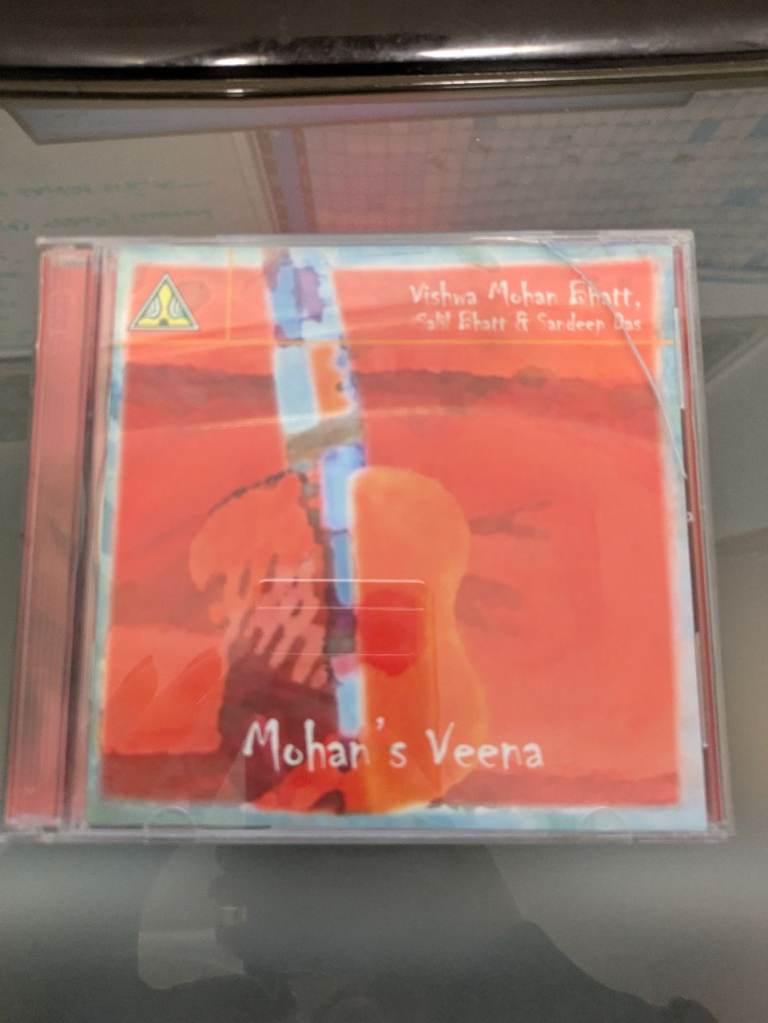 Vishwa Mohan Bhatt,
Salil Bhatt & Sandeep Das
Mohan's Veena